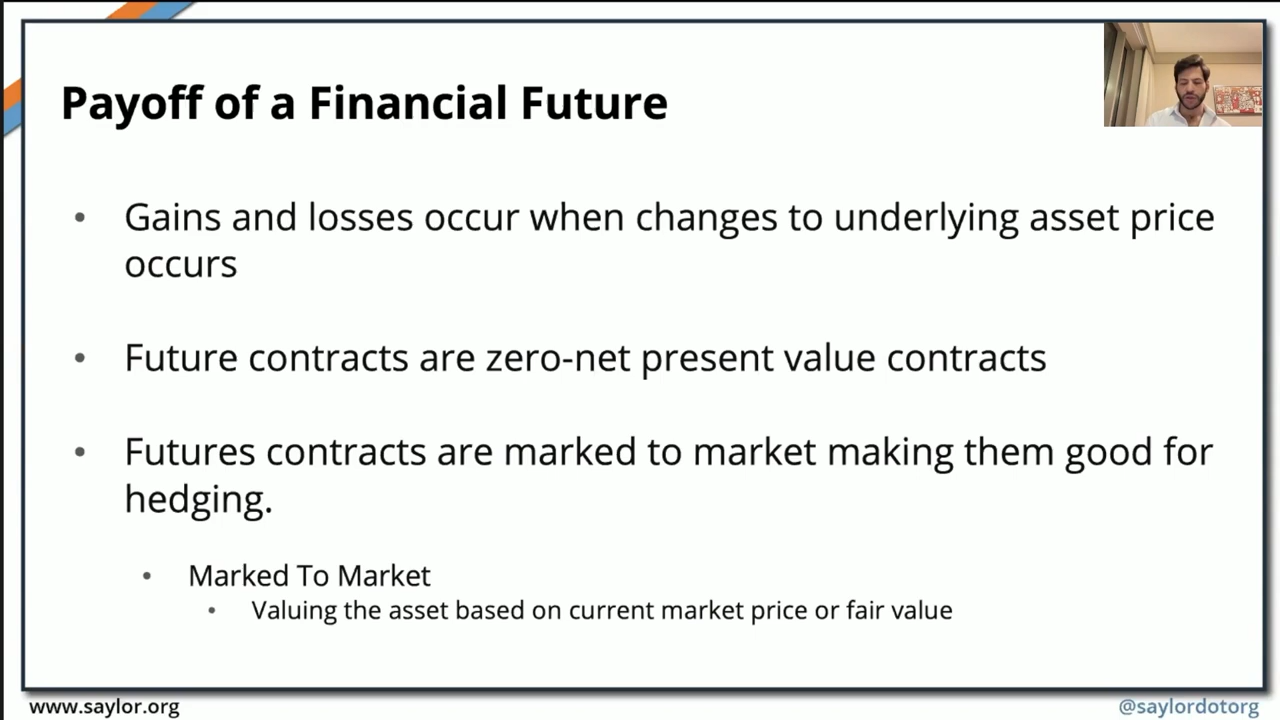 Payoff of a Financial Future
• Gains and losses occur when changes to underlying asset price
occurs
• Future contracts are zero-net present value contracts
• Futures contracts are marked to market making them good for
hedging.
• Marked To Market
• Valuing the asset based on current market price or fair value
www.saylor.org
@saylordotorg